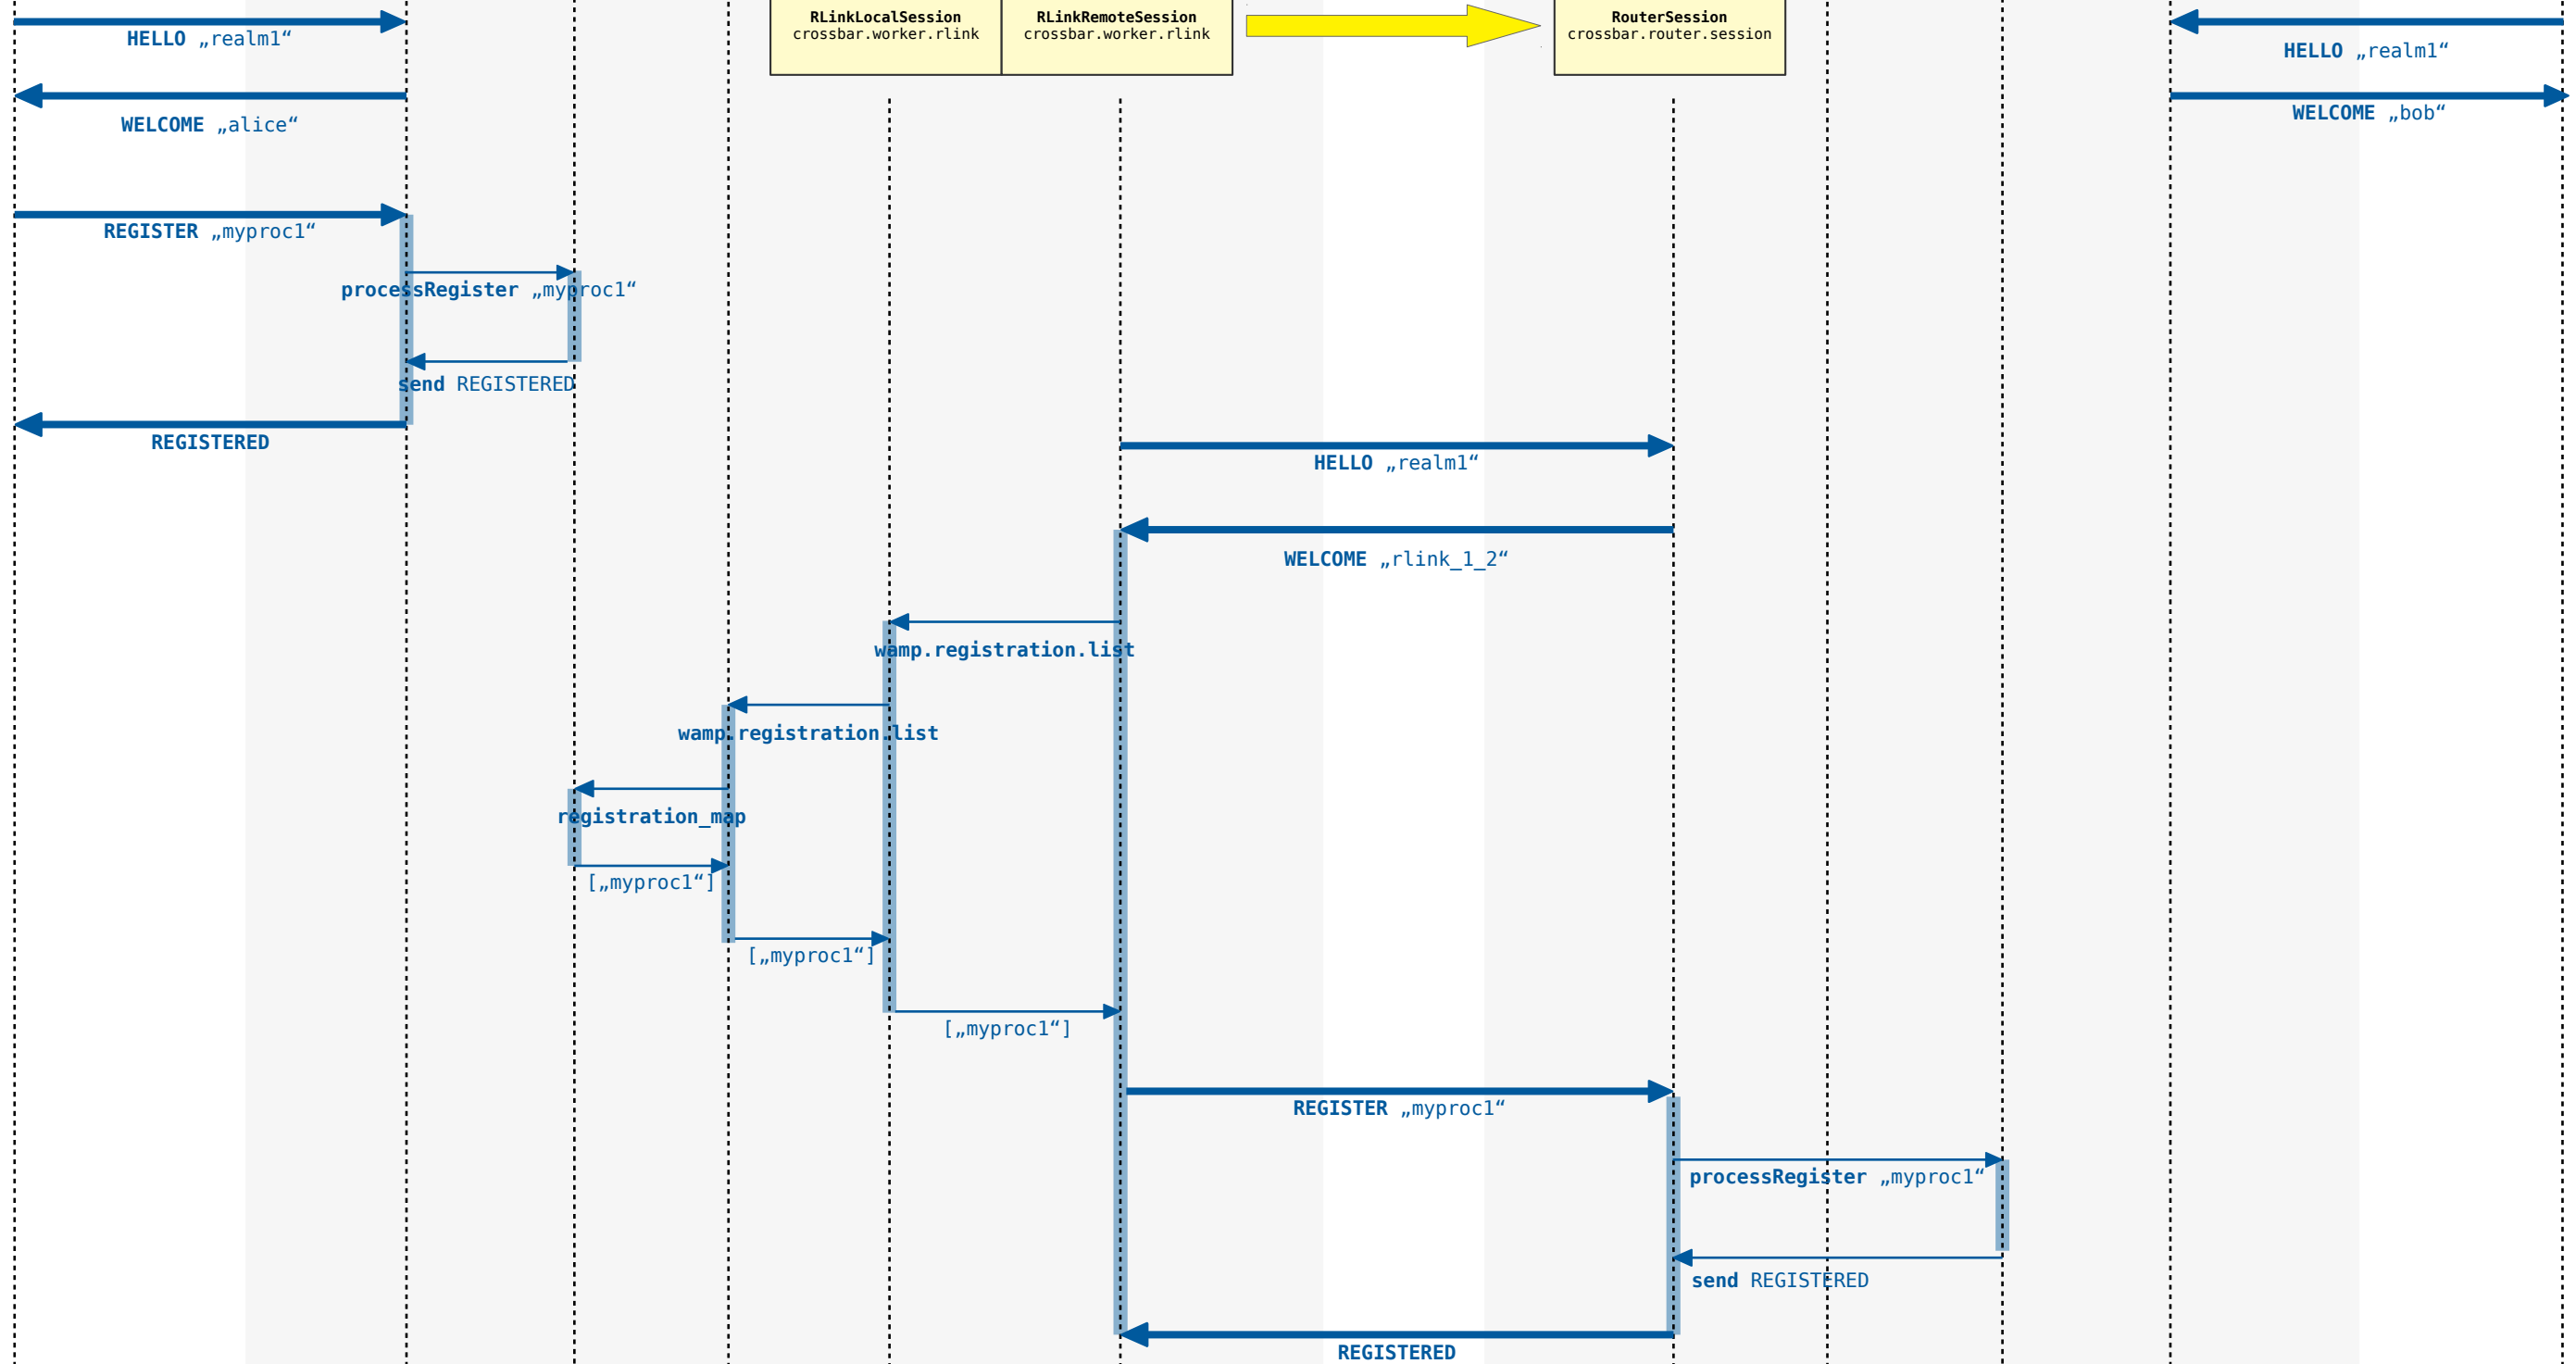 RLinkLocalSession
crossbar.worker.rlink
RLinkRemoteSession
crossbar.worker.rlink
RouterSession
crossbar.router.session
HELLO „realm1“
HELLO „realm1“
WELCOME „alice“
WELCOME „bob“
REGISTER „myproc1“
processRegister „myproc1“
send REGISTERED
REGISTERED
HELLO „realm1“
WELCOME „rlink_1_2“
wamp.registration.list
wamp.registration.list
registration_map
[„myproc1“]
[„myproc1“]
[„myproc1“]
REGISTER „myproc1“
processRegister „myproc1“
send REGISTERED
REGISTERED